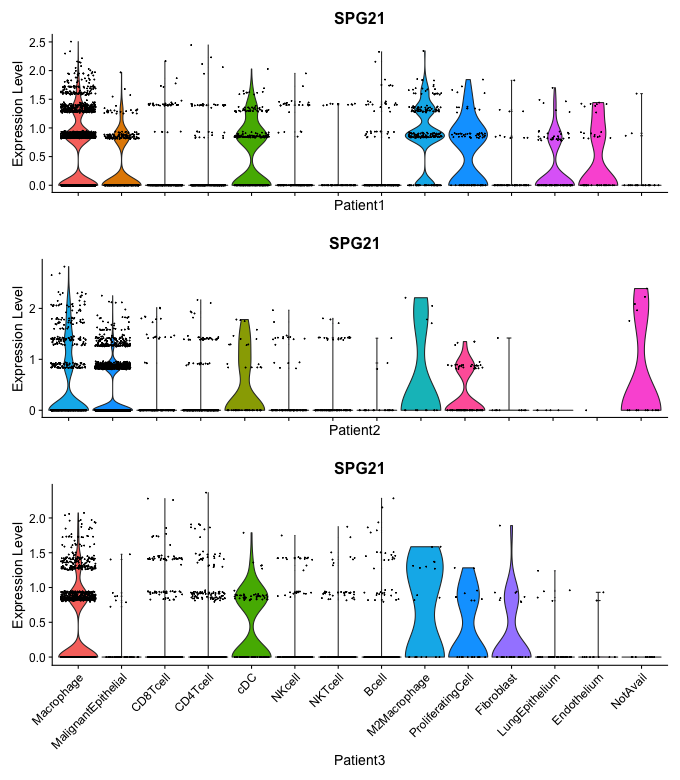 SPG21
Expression Level
2.5
2.0
1.5
1.0
0.5
0.0
Patient1
SPG21
Expression Level
2
1
0
Patient2
SPG21
Expression Level
2.0
1.5
1.0
0.5
0.0
Macrophage
MalignantEpithelial
CD8Tcell
CD4Tcell
cDC
NKcell
NKTcell
Bcell
M2Macrophage
ProliferatingCell
Fibroblast
LungEpithelium
Endothelium
NotAvail
Patient3